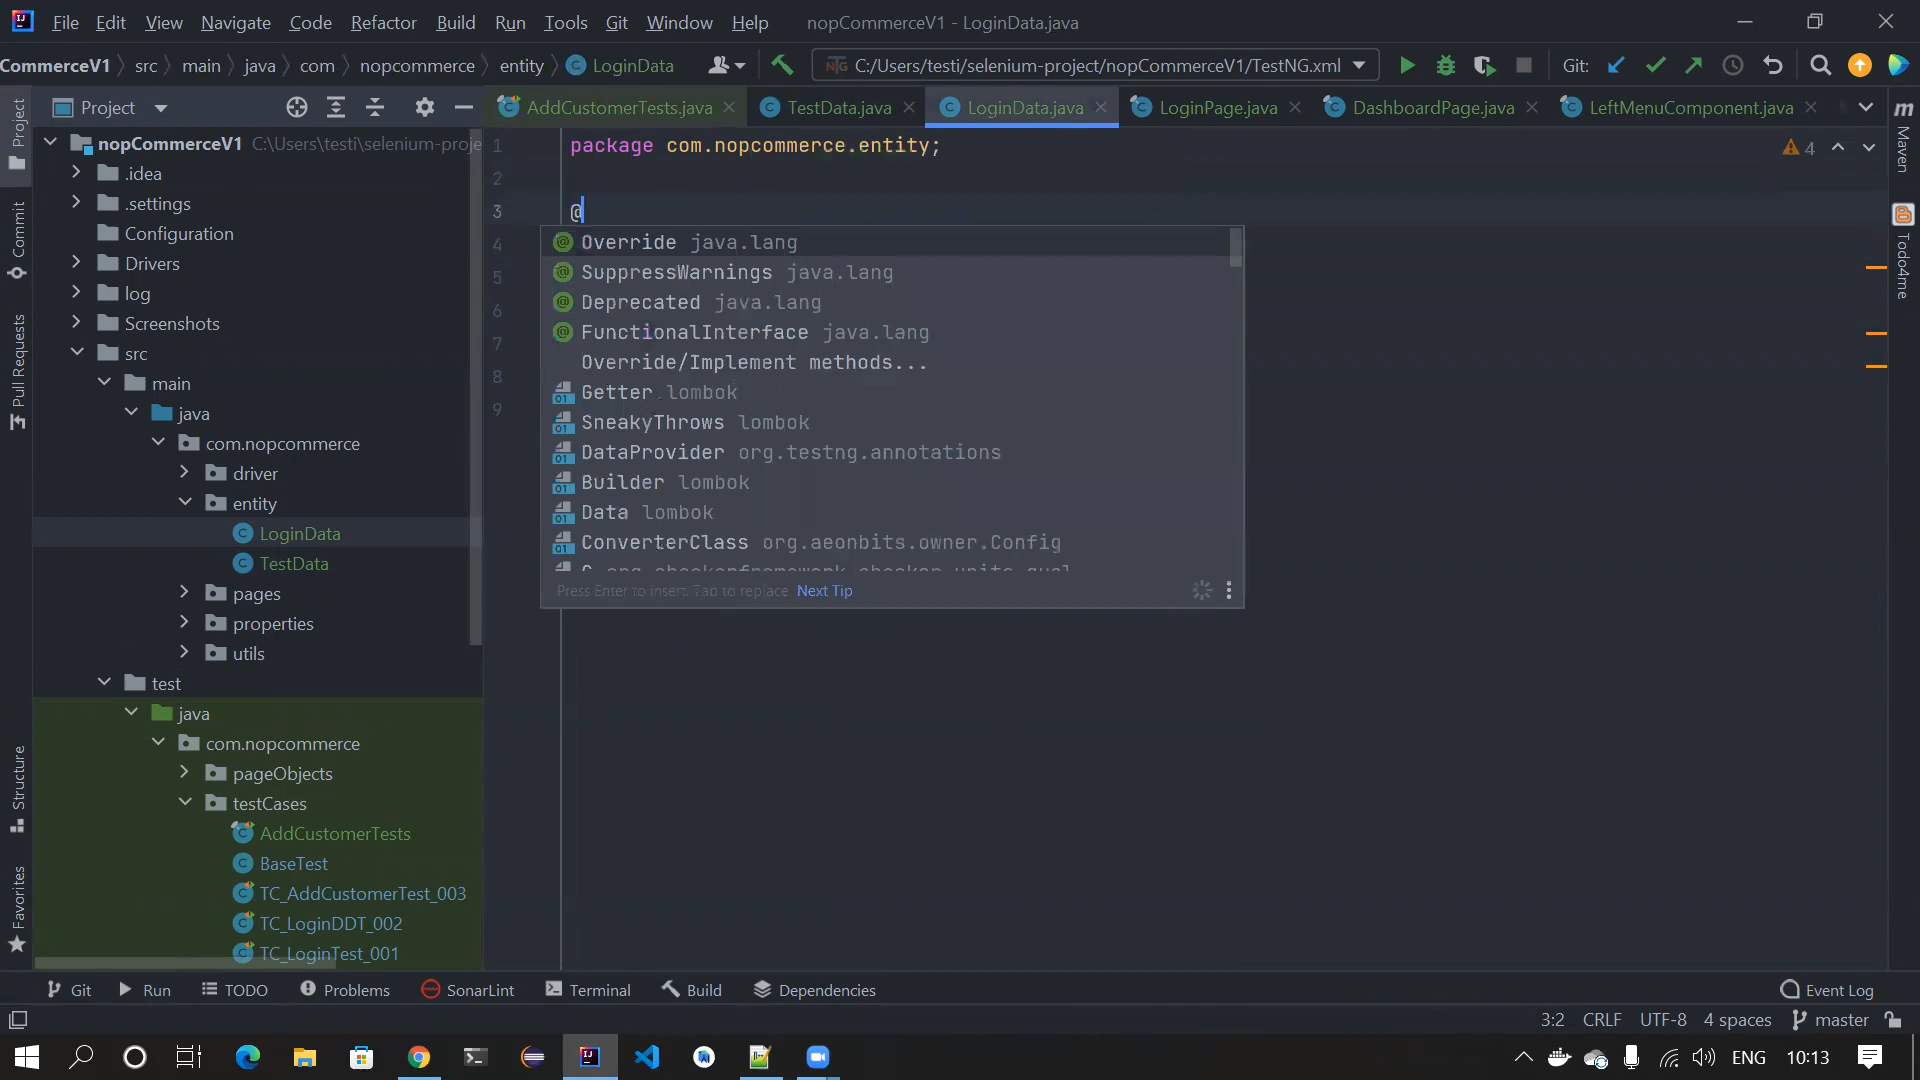 File Edit View Navigate Code Refactor Build Run Tools Git Window Help nopCommerceV1 - LoginData.java
CommerceV1 src main java com nopcommerce entity LoginData C:/Users/testi/selenium-project/nopCommerceV1/TestNG.xml Git:
Project AddCustomerTests.java TestData.java LoginData.java LoginPage.java DashboardPage.java LeftMenuComponent.java
nopCommerceV1 C:\Users\testi\selenium-proje
.idea
.settings
Configuration
Drivers
log
Screenshots
src
main
java
com.nopcommerce
driver
entity
LoginData
TestData
pages
properties
utils
test
java
com.nopcommerce
pageObjects
testCases
AddCustomerTests
BaseTest
TC_AddCustomerTest_003
TC_LoginDDT_002
TC_LoginTest_001
1 package com.nopcommerce.entity;
2
3 @
4
5
6
7
8
9
4
Override java.lang
SuppressWarnings java.lang
Deprecated java.lang
FunctionalInterface java.lang
Override/Implement methods...
Getter lombok
SneakyThrows lombok
DataProvider org.testng.annotations
Builder lombok
Data lombok
ConverterClass org.aeonbits.owner.Config
Press Enter to insert, Tab to replace Next Tip
Project
Commit
Pull Requests
Structure
Favorites
m
Maven
Todo4me
Git Run TODO Problems SonarLint Terminal Build Dependencies Event Log
3:2 CRLF UTF-8 4 spaces master
ENG 10:13